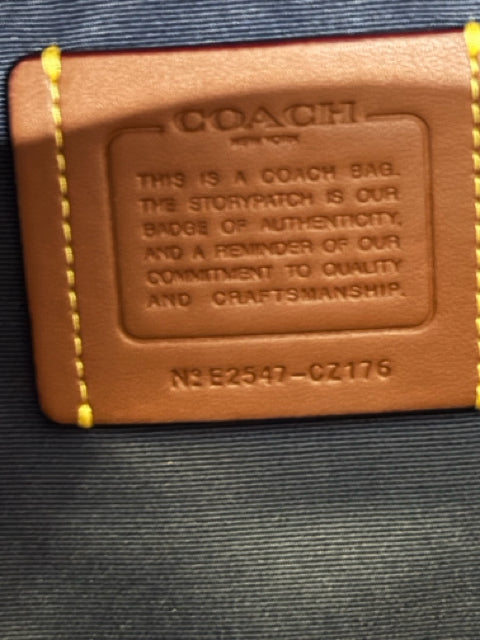 COACH
NEW YORK
THIS IS A COACH BAG.
THE STORYPATCH IS OUR
BADGE OF AUTHENTICITY,
AND A REMINDER OF OUR
COMMITMENT TO QUALITY
AND CRAFTSMANSHIP.
Nº E2547-CZ176